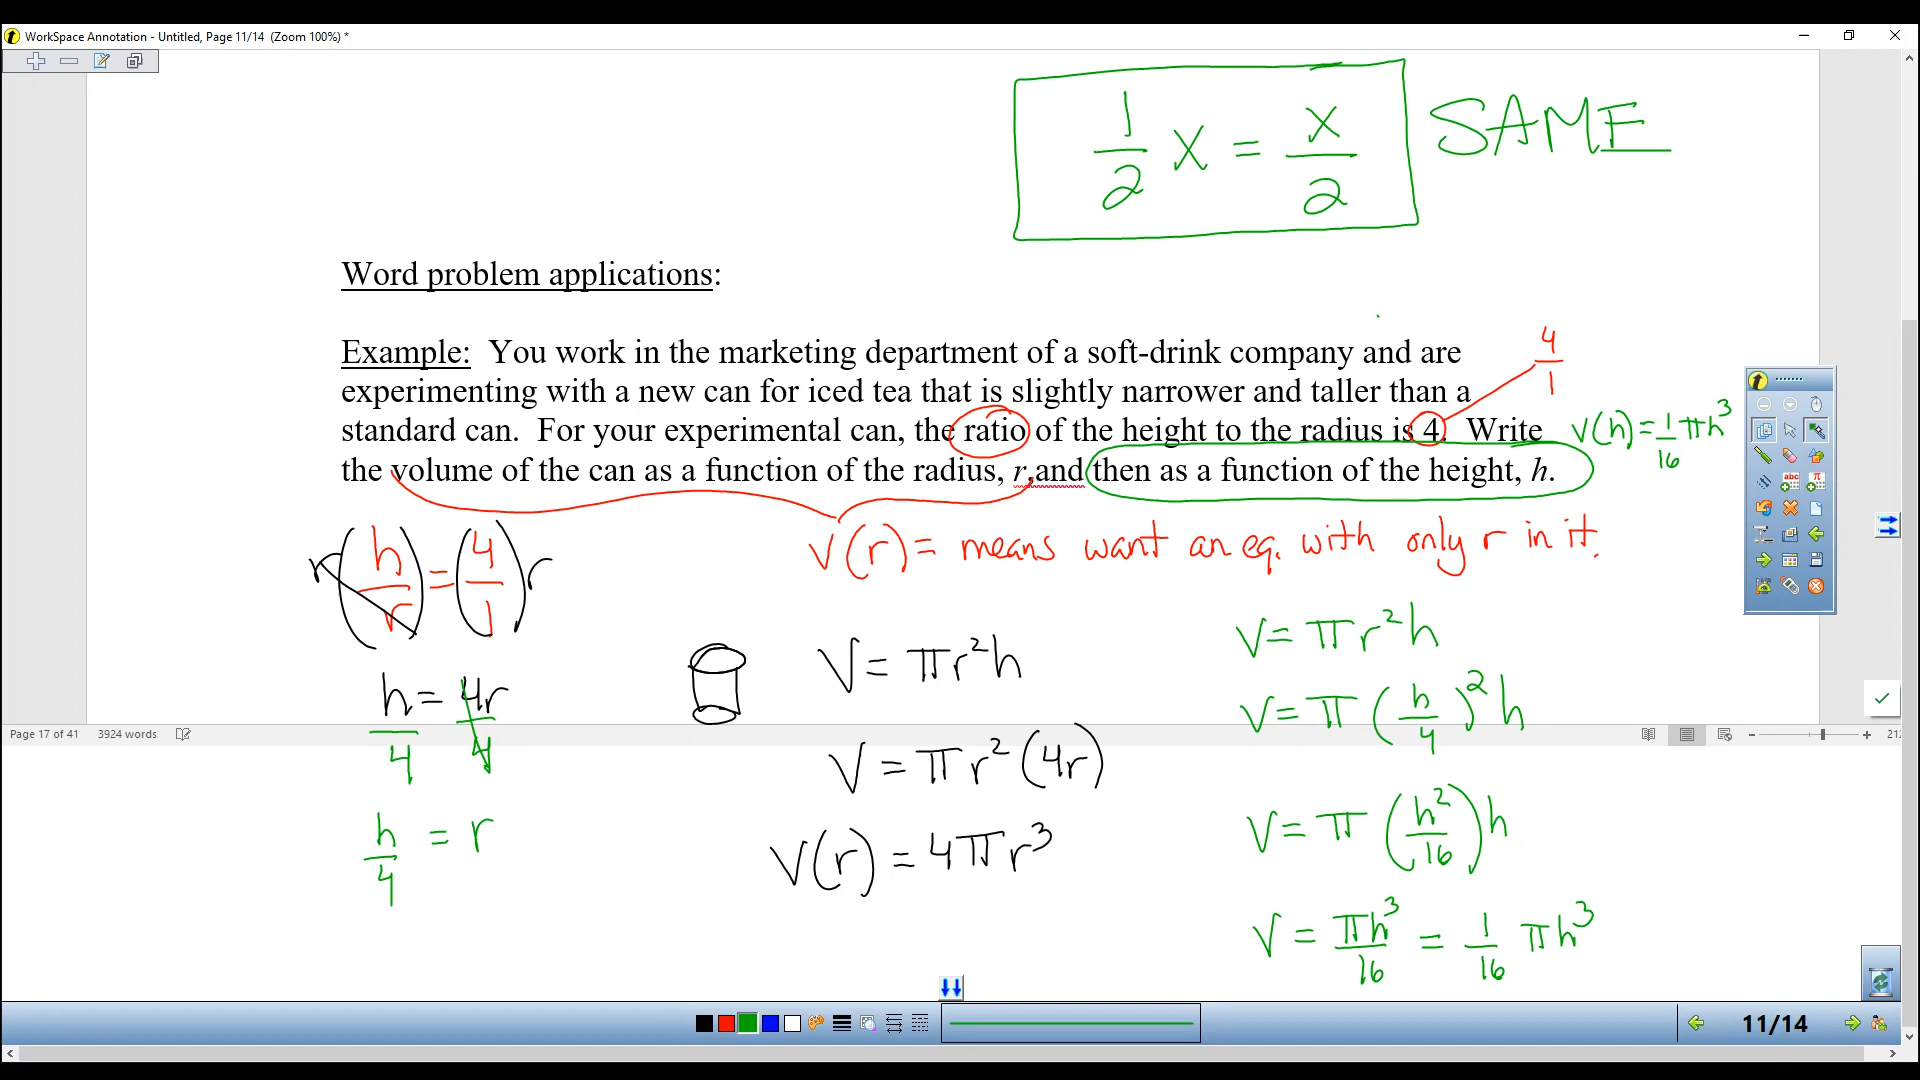 WorkSpace Annotation - Untitled, Page 11/14 (Zoom 100%) *
1/2 x = x/2 SAME
Word problem applications:
Example: You work in the marketing department of a soft-drink company and are
experimenting with a new can for iced tea that is slightly narrower and taller than a
standard can. For your experimental can, the ratio of the height to the radius is 4. Write
the volume of the can as a function of the radius, r,and then as a function of the height, h.
4/1
V(h) = 1/16 πh³
V(r) = means want an eq. with only r in it.
r(h/r) = (4/1)r
h/4 = 4r/4
h/4 = r
V = πr²h
V = πr²(4r)
V(r) = 4πr³
V = πr²h
V = π(h/4)²h
V = π(h²/16)h
V = πh³/16 = 1/16 πh³
abc
π
Page 17 of 41 3924 words
212
11/14